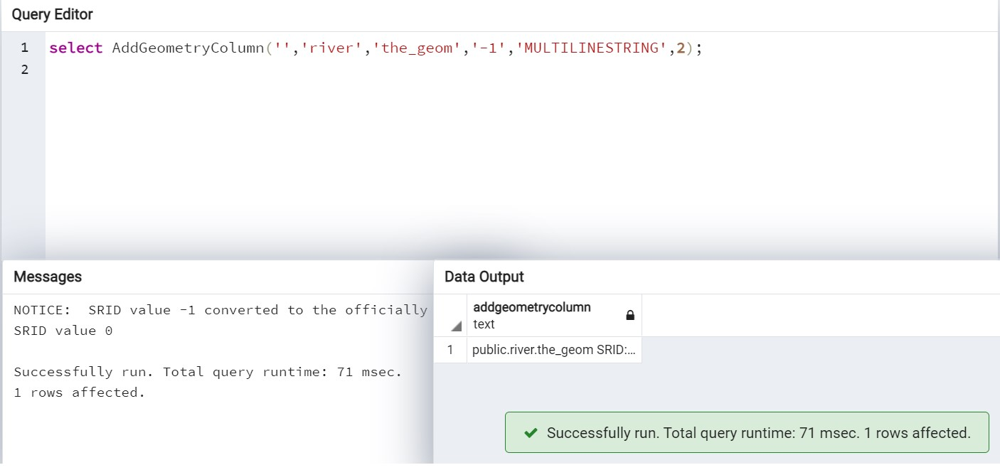 Query Editor
1 select AddGeometryColumn('','river','the_geom','-1','MULTILINESTRING',2);
2
Messages
NOTICE:  SRID value -1 converted to the officially
SRID value 0
Successfully run. Total query runtime: 71 msec.
1 rows affected.
Data Output
addgeometrycolumn
text
1 public.river.the_geom SRID:...
Successfully run. Total query runtime: 71 msec. 1 rows affected.